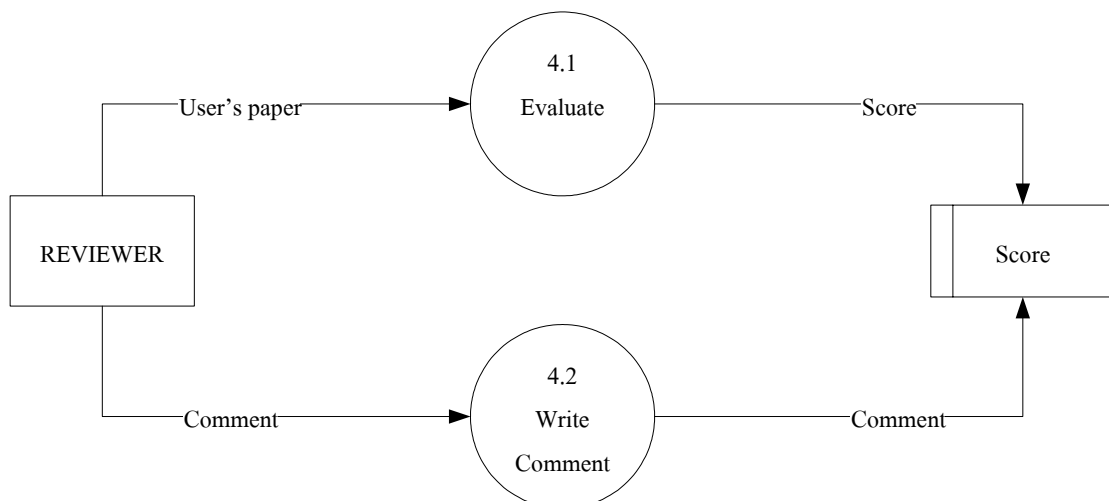 4.1
Evaluate
User’s paper
Score
REVIEWER
Score
4.2
Write
Comment
Comment
Comment